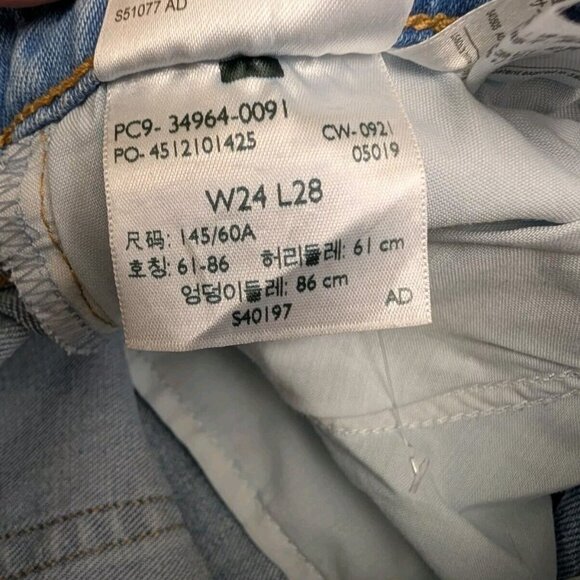 S51077 AD
PC9- 34964-0091
PO- 4512101425
CW-0921
05019
W24 L28
尺码: 145/60A
호칭: 61-86 허리둘레: 61 cm
엉덩이둘레: 86 cm
S40197
AD